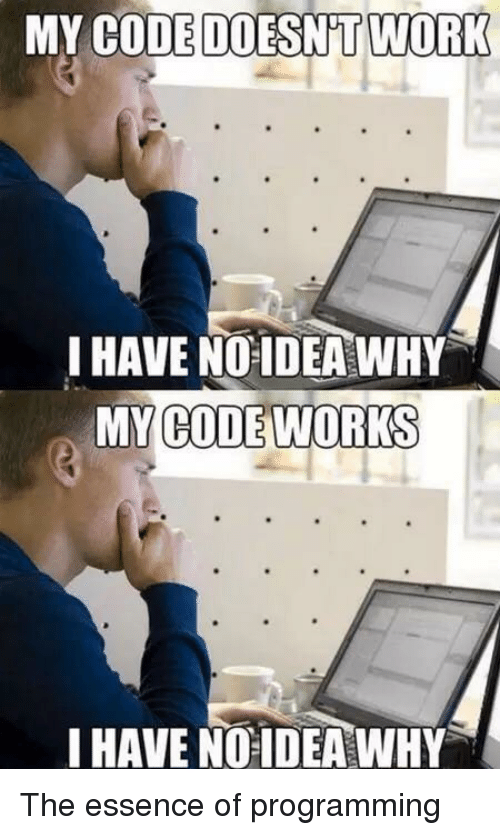 MY CODE DOESN'T WORK
I HAVE NO IDEA WHY
MY CODE WORKS
I HAVE NO IDEA WHY
The essence of programming